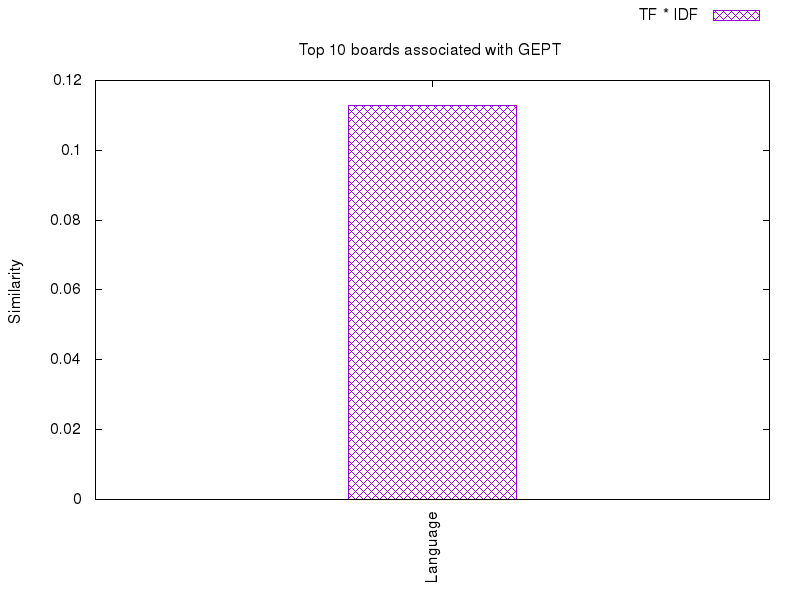 TF * IDF
Top 10 boards associated with GEPT
0.12
0.1
0.08
0.06
0.04
0.02
0
Similarity
Language